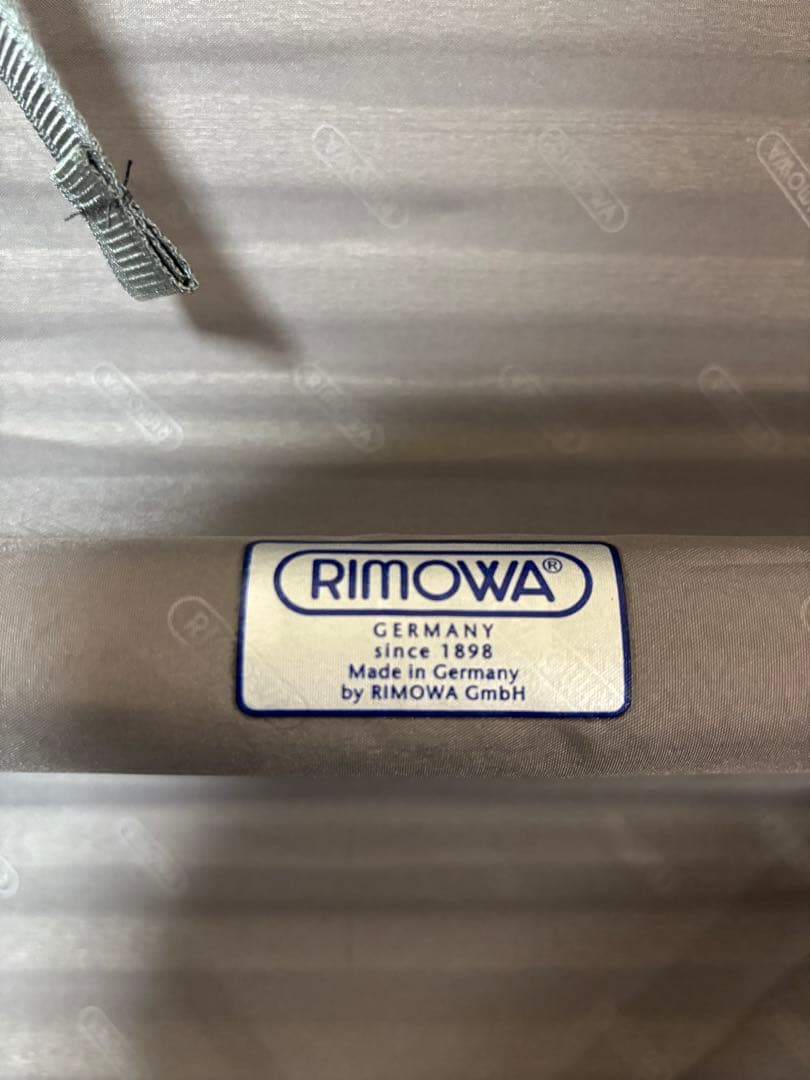 RIMOWA®
GERMANY
since 1898
Made in Germany
by RIMOWA GmbH